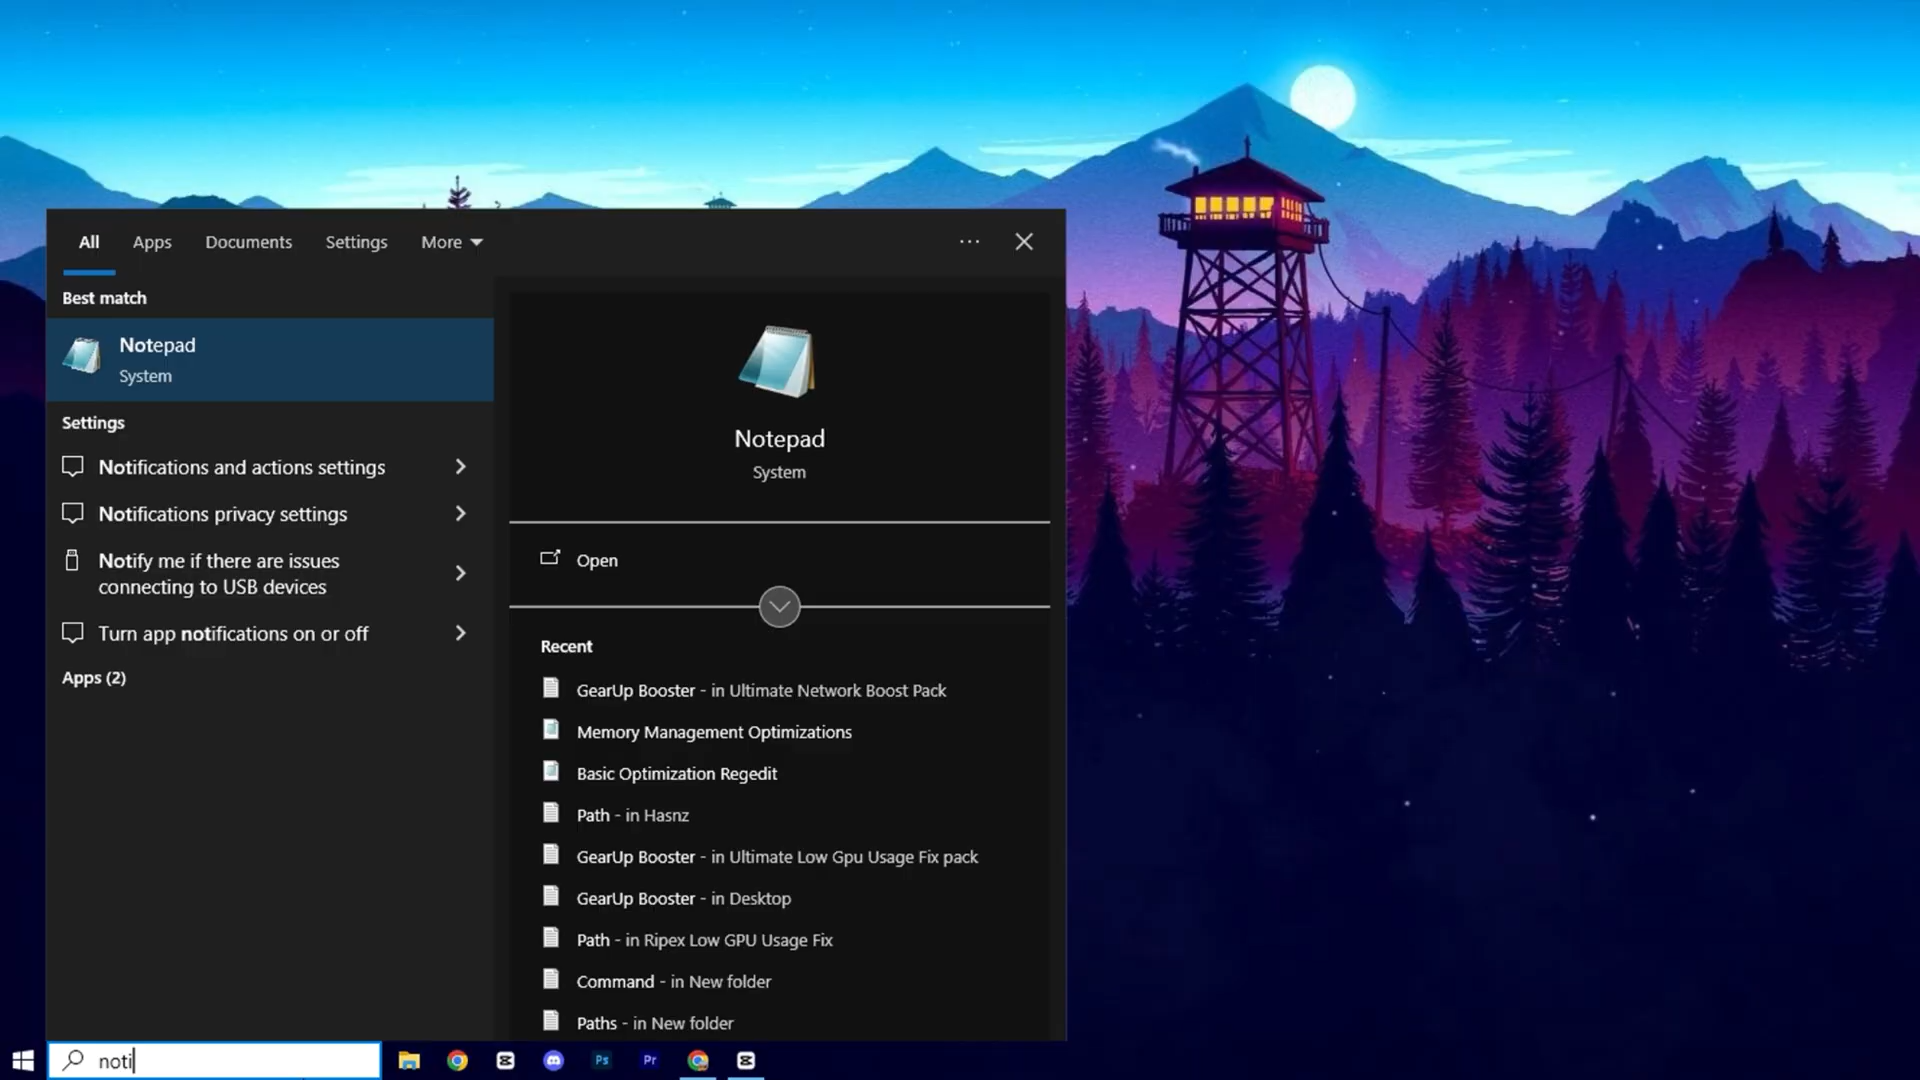 All Apps Documents Settings More
Best match
Notepad
System
Settings
Notifications and actions settings
Notifications privacy settings
Notify me if there are issues
connecting to USB devices
Turn app notifications on or off
Apps (2)
Notepad
System
Open
Recent
GearUp Booster - in Ultimate Network Boost Pack
Memory Management Optimizations
Basic Optimization Regedit
Path - in Hasnz
GearUp Booster - in Ultimate Low Gpu Usage Fix pack
GearUp Booster - in Desktop
Path - in Ripex Low GPU Usage Fix
Command - in New folder
Paths - in New folder
noti
Ps
Pr